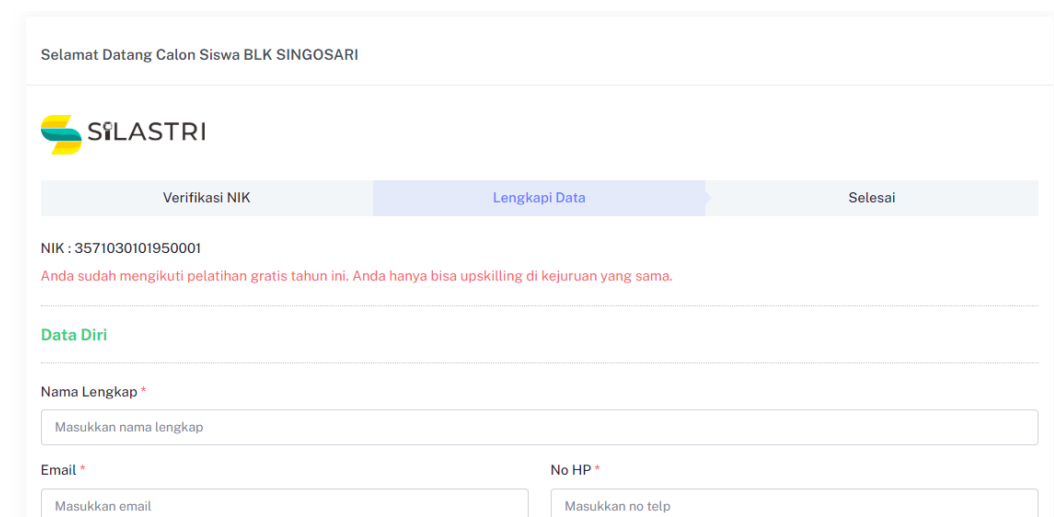 Selamat Datang Calon Siswa BLK SINGOSARI
SiLASTRI
Verifikasi NIK
Lengkapi Data
Selesai
NIK : 3571030101950001
Anda sudah mengikuti pelatihan gratis tahun ini. Anda hanya bisa upskilling di kejuruan yang sama.
Data Diri
Nama Lengkap *
Masukkan nama lengkap
Email *
Masukkan email
No HP *
Masukkan no telp